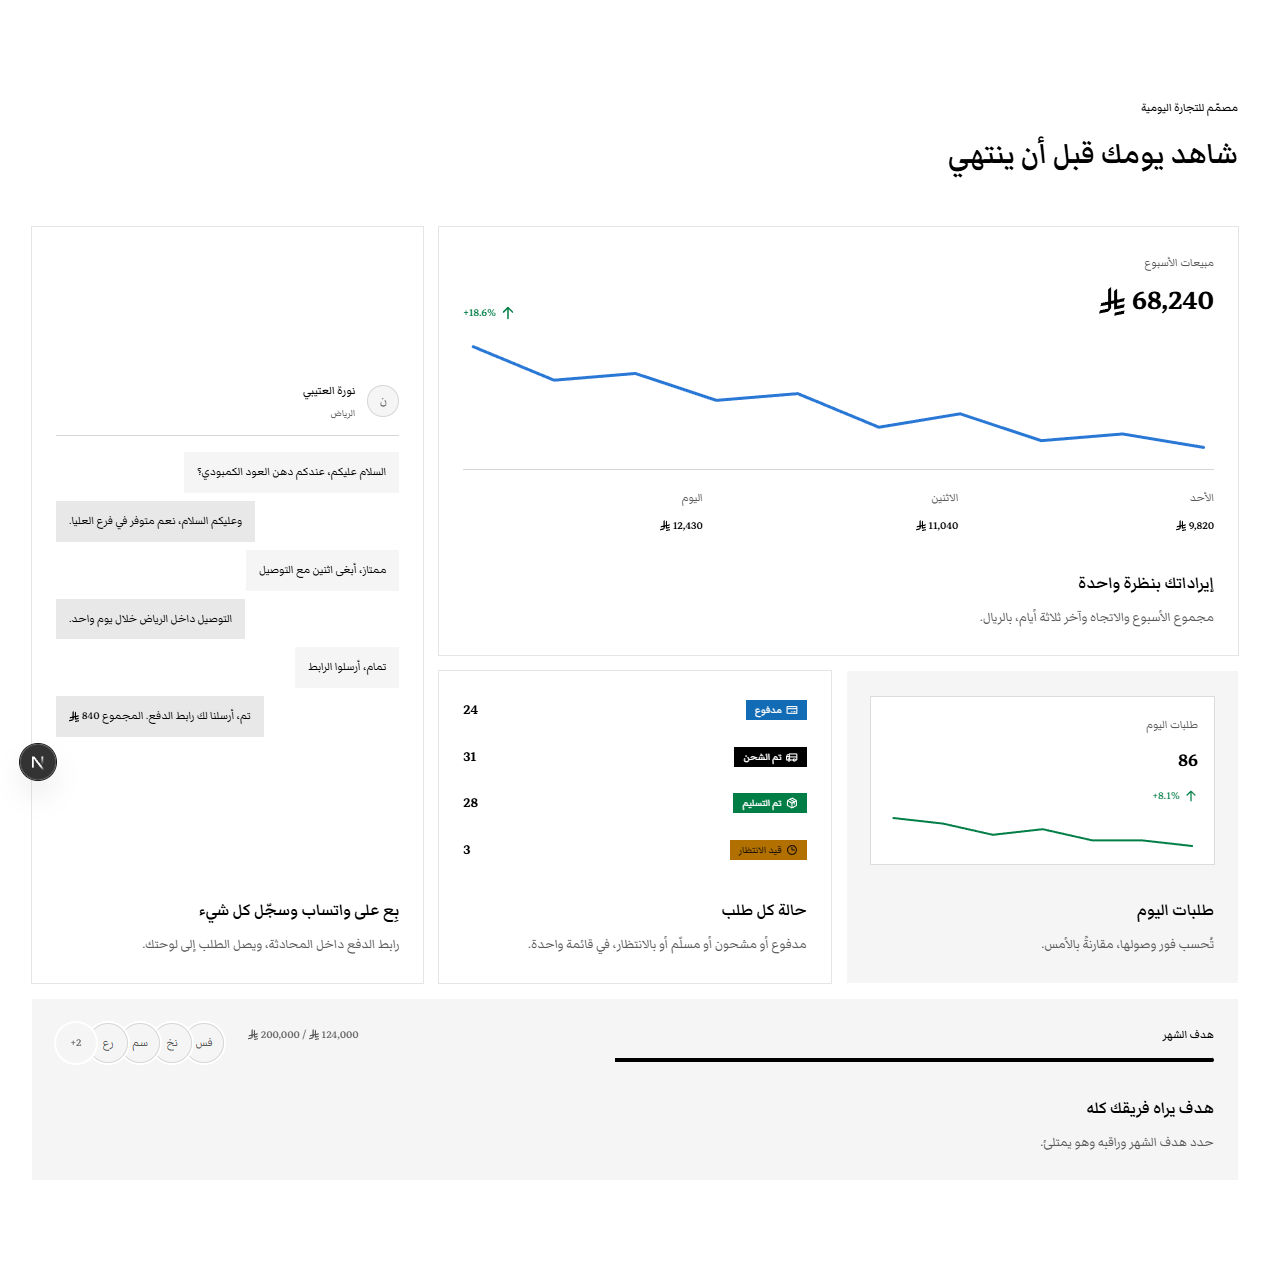 مصمّم للتجارة اليومية
شاهد يومك قبل أن ينتهي
مبيعات الأسبوع
68,240 ⃁
+18.6%
الأحد
9,820 ⃁
الاثنين
11,040 ⃁
اليوم
12,430 ⃁
إيراداتك بنظرة واحدة
مجموع الأسبوع والاتجاه وآخر ثلاثة أيام، بالريال.
ن
نورة العتيبي
الرياض
السلام عليكم، عندكم دهن العود الكمبودي؟
وعليكم السلام، نعم متوفر في فرع العليا.
ممتاز، أبغى اثنين مع التوصيل
التوصيل داخل الرياض خلال يوم واحد.
تمام، أرسلوا الرابط
تم، أرسلنا لك رابط الدفع. المجموع 840 ⃁
بِع على واتساب وسجّل كل شيء
رابط الدفع داخل المحادثة، ويصل الطلب إلى لوحتك.
طلبات اليوم
86
+8.1%
طلبات اليوم
تُحسب فور وصولها، مقارنةً بالأمس.
مدفوع 24
تم الشحن 31
تم التسليم 28
قيد الانتظار 3
حالة كل طلب
مدفوع أو مشحون أو مسلّم أو بالانتظار، في قائمة واحدة.
N
هدف الشهر
124,000 ⃁ / 200,000 ⃁
فس
نخ
سم
رع
+2
هدف يراه فريقك كله
حدد هدف الشهر وراقبه وهو يمتلئ.